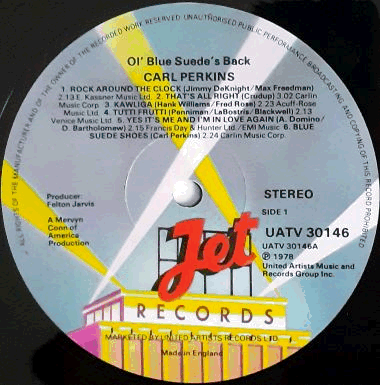 ALL RIGHTS OF THE MANUFACTURER AND OF THE OWNER OF THE RECORDED WORK RESERVED UNAUTHORISED PUBLIC PERFORMANCE BROADCASTING AND COPYING OF THIS RECORD PROHIBITED
Ol' Blue Suede's Back
CARL PERKINS
1. ROCK AROUND THE CLOCK (Jimmy DeKnight/Max Freedman)
2.13 E. Kassner Music Ltd. 2. THAT'S ALL RIGHT (Crudup) 3.02 Carlin
Music Corp. 3. KAWLIGA (Hank Williams/Fred Rose) 2.23 Acuff-Rose
Music Ltd. 4. TUTTI FRUTTI (Penniman/LaBostrie/Blackwell) 2.13
Venice Music Ltd. 5. YES IT'S ME AND I'M IN LOVE AGAIN (A. Domino/
D. Bartholomew) 2.15 Francis Day & Hunter Ltd./EMI Music 6. BLUE
SUEDE SHOES (Carl Perkins) 2.24 Carlin Music Corp.
Producer:
Felton Jarvis
A Mervyn
Conn of
America
Production
STEREO
SIDE 1
UATV 30146
UATV 30146A
℗ 1978
United Artists Music and
Records Group Inc.
Jet
RECORDS
MARKETED BY UNITED ARTISTS RECORDS LTD
Made in England